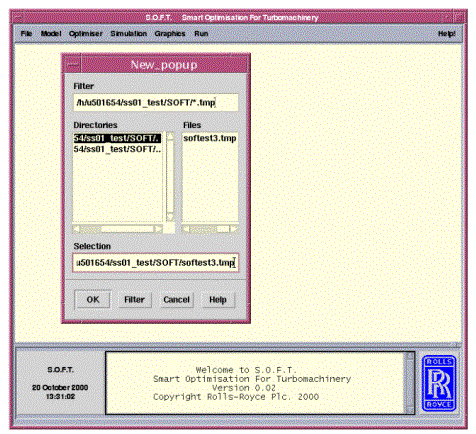 S.O.F.T. Smart Optimisation For Turbomachinery
File Model Optimiser Simulation Graphics Run Help!
New_popup
Filter
/h/u501654/ss01_test/SOFT/*.tmp
Directories Files
54/ss01_test/SOFT/. softest3.tmp
54/ss01_test/SOFT/..
Selection
u501654/ss01_test/SOFT/softest3.tmp
OK Filter Cancel Help
S.O.F.T.
20 October 2000
13:31:02
Welcome to S.O.F.T.
Smart Optimisation For Turbomachinery
Version 0.02
Copyright Rolls-Royce Plc. 2000
ROLLS
RR
ROYCE